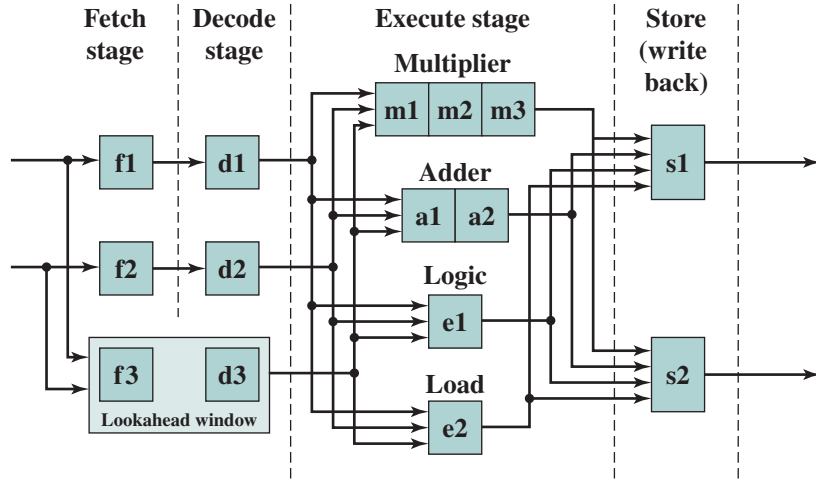 Fetch
stage
Decode
stage
Execute stage
Store
(write
back)
Multiplier
m1 m2 m3
f1
d1
s1
Adder
a1 a2
f2
d2
Logic
e1
f3
d3
Lookahead window
Load
e2
s2